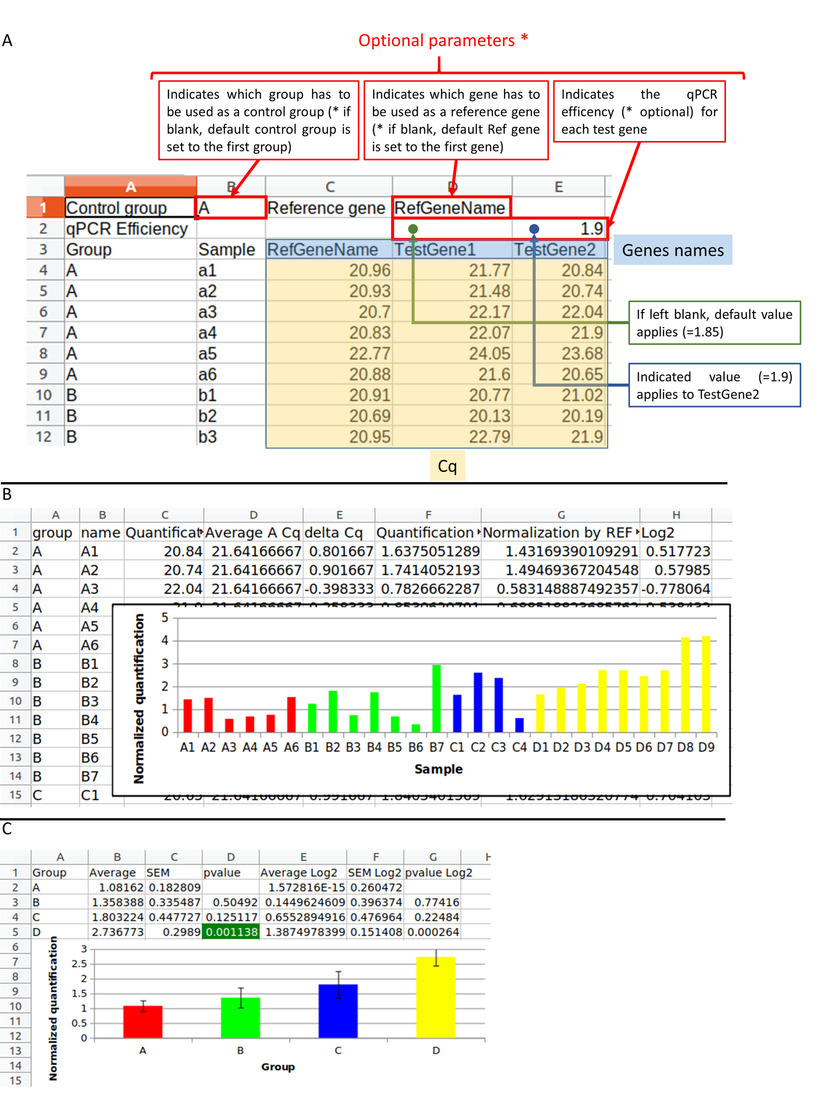 A
Optional parameters *
Indicates which group has to
be used as a control group (* if
blank, default control group is
set to the first group)
Indicates which gene has to
be used as a reference gene
(* if blank, default Ref gene
is set to the first gene)
Indicates the qPCR
efficency (* optional) for
each test gene
A B C D E
1 Control group A Reference gene RefGeneName
2 qPCR Efficiency 1.9
3 Group Sample RefGeneName TestGene1 TestGene2
Genes names
4 A a1 20.96 21.77 20.84
5 A a2 20.93 21.48 20.74
6 A a3 20.7 22.17 22.04
7 A a4 20.83 22.07 21.9
8 A a5 22.77 24.05 23.68
9 A a6 20.88 21.6 20.65
10 B b1 20.91 20.77 21.02
11 B b2 20.69 20.13 20.19
12 B b3 20.95 22.79 21.9
If left blank, default value
applies (=1.85)
Indicated value (=1.9)
applies to TestGene2
Cq
B
A B C D E F G H
1 group name Quantificat Average A Cq delta Cq Quantification Normalization by REF Log2
2 A A1 20.84 21.64166667 0.801667 1.6375051289 1.43169390109291 0.517723
3 A A2 20.74 21.64166667 0.901667 1.7414052193 1.49469367204548 0.57985
4 A A3 22.04 21.64166667 -0.398333 0.7826662287 0.583148887492357 -0.778064
5 A A4
6 A A5
7 A A6
8 B B1
9 B B2
10 B B3
11 B B4
12 B B5
13 B B6
14 B B7
15 C C1
Normalized quantification
5
4
3
2
1
0
A1 A2 A3 A4 A5 A6 B1 B2 B3 B4 B5 B6 B7 C1 C2 C3 C4 D1 D2 D3 D4 D5 D6 D7 D8 D9
Sample
C
A B C D E F G H
1 Group Average SEM pvalue Average Log2 SEM Log2 pvalue Log2
2 A 1.08162 0.182809 1.572816E-15 0.260472
3 B 1.358388 0.335487 0.50492 0.1449624609 0.396374 0.77416
4 C 1.803224 0.447727 0.125117 0.6552894916 0.476964 0.22484
5 D 2.736773 0.2989 0.001138 1.3874978399 0.151408 0.000264
6
7
8
9
10
11
12
13
14
15
Normalized quantification
3
2.5
2
1.5
1
0.5
0
A B C D
Group